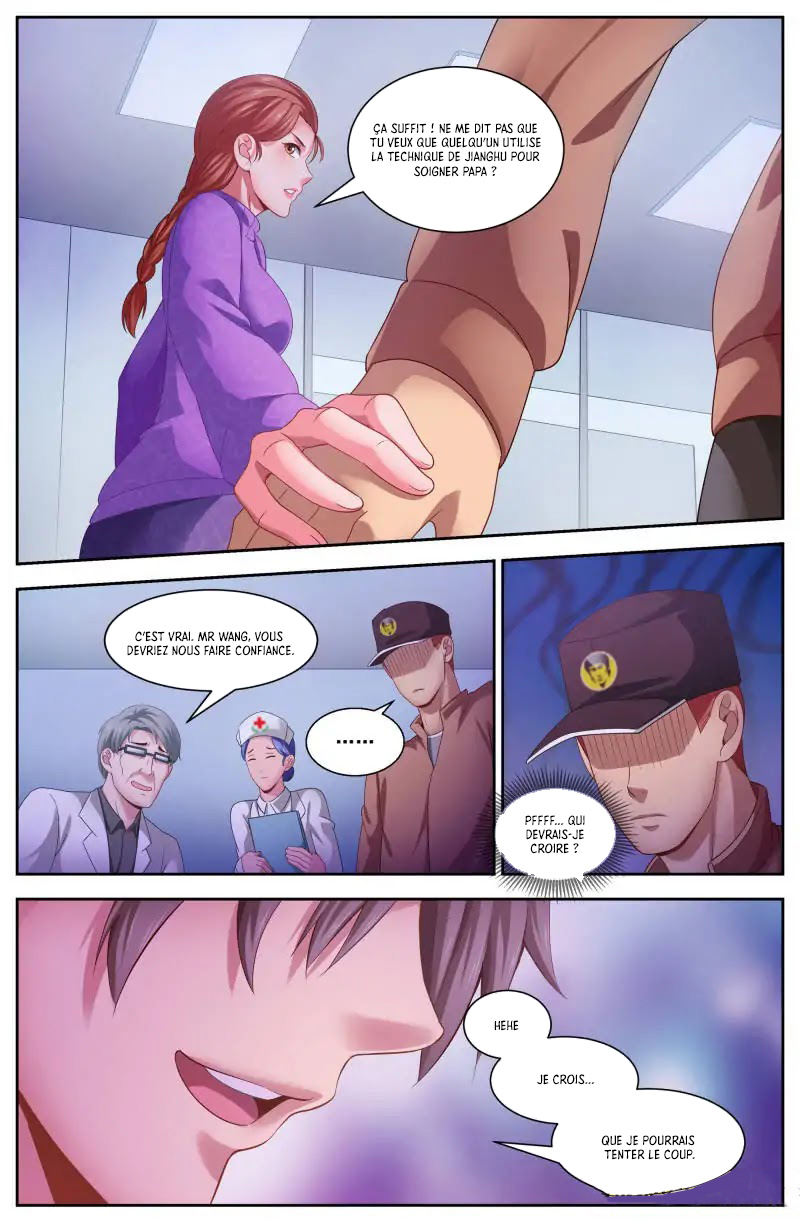 ÇA SUFFIT ! NE ME DIT PAS QUE
TU VEUX QUE QUELQU'UN UTILISE
LA TECHNIQUE DE JIANGHU POUR
SOIGNER PAPA ?
C'EST VRAI. MR WANG, VOUS
DEVRIEZ NOUS FAIRE CONFIANCE.
......
PFFFF... QUI
DEVRAIS-JE
CROIRE ?
HEHE
JE CROIS...
QUE JE POURRAIS
TENTER LE COUP.